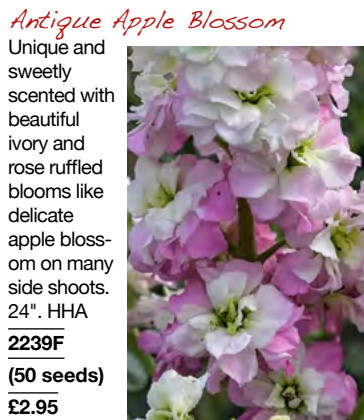 Antique Apple Blossom
Unique and
sweetly
scented with
beautiful
ivory and
rose ruffled
blooms like
delicate
apple bloss-
om on many
side shoots.
24". HHA
2239F
(50 seeds)
£2.95